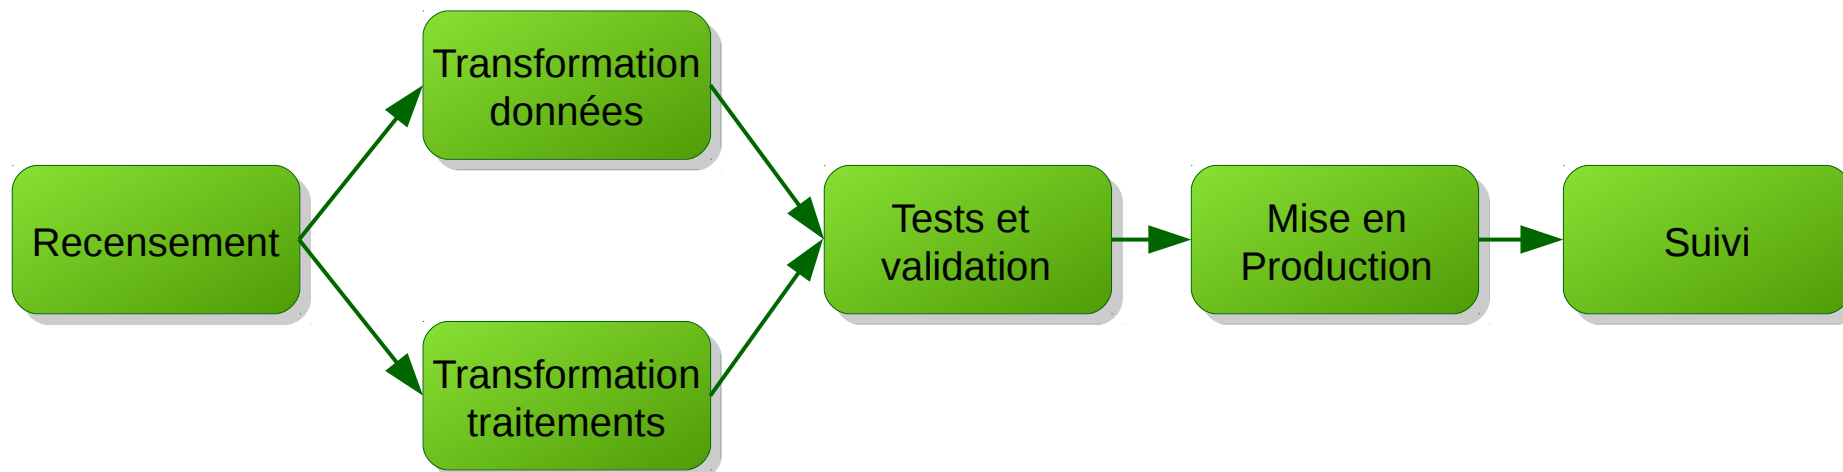 Recensement
Transformation
données
Transformation
traitements
Tests et
validation
Mise en
Production
Suivi